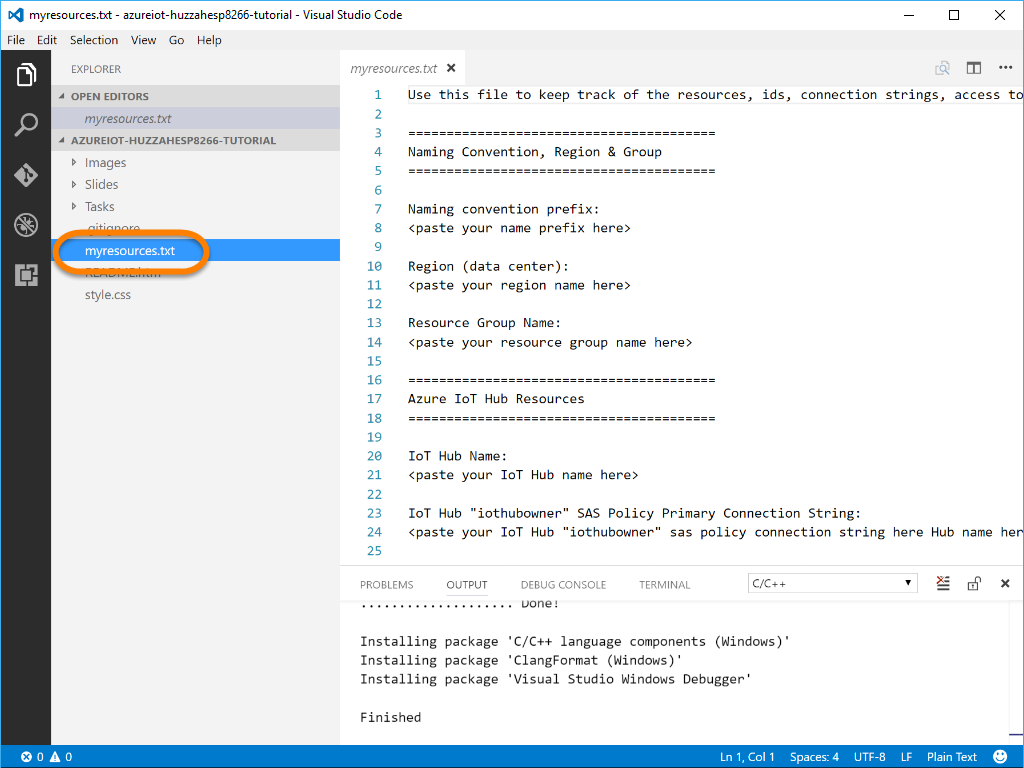 myresources.txt - azureiot-huzzahesp8266-tutorial - Visual Studio Code
File Edit Selection View Go Help
EXPLORER
OPEN EDITORS
myresources.txt
AZUREIOT-HUZZAHESP8266-TUTORIAL
Images
Slides
Tasks
.gitignore
myresources.txt
README.html
style.css
myresources.txt
1 Use this file to keep track of the resources, ids, connection strings, access to
2
3 ========================================
4 Naming Convention, Region & Group
5 ========================================
6
7 Naming convention prefix:
8 <paste your name prefix here>
9
10 Region (data center):
11 <paste your region name here>
12
13 Resource Group Name:
14 <paste your resource group name here>
15
16 ========================================
17 Azure IoT Hub Resources
18 ========================================
19
20 IoT Hub Name:
21 <paste your IoT Hub name here>
22
23 IoT Hub "iothubowner" SAS Policy Primary Connection String:
24 <paste your IoT Hub "iothubowner" sas policy connection string here Hub name her
25
PROBLEMS OUTPUT DEBUG CONSOLE TERMINAL C/C++
.................... Done!
Installing package 'C/C++ language components (Windows)'
Installing package 'ClangFormat (Windows)'
Installing package 'Visual Studio Windows Debugger'
Finished
0 0 Ln 1, Col 1 Spaces: 4 UTF-8 LF Plain Text